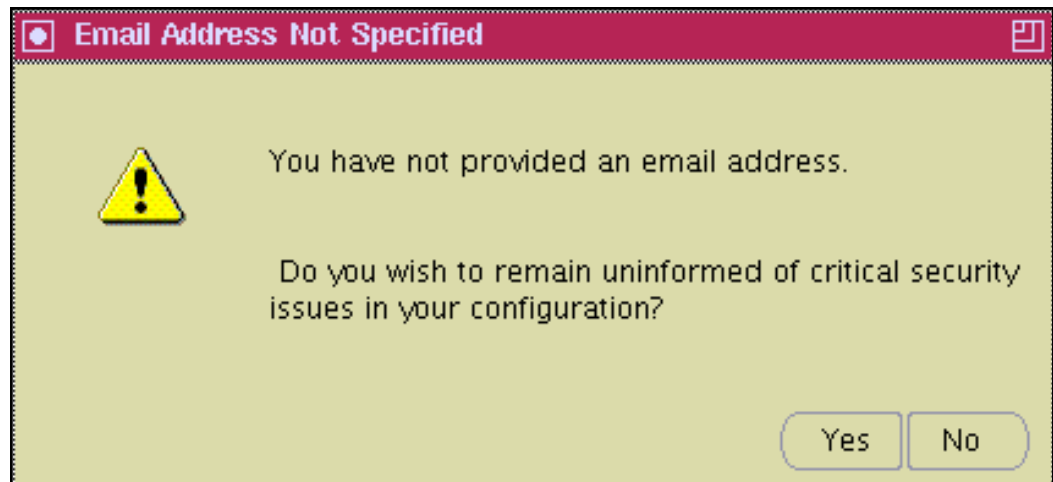 Email Address Not Specified
You have not provided an email address.
Do you wish to remain uninformed of critical security
issues in your configuration?
Yes No